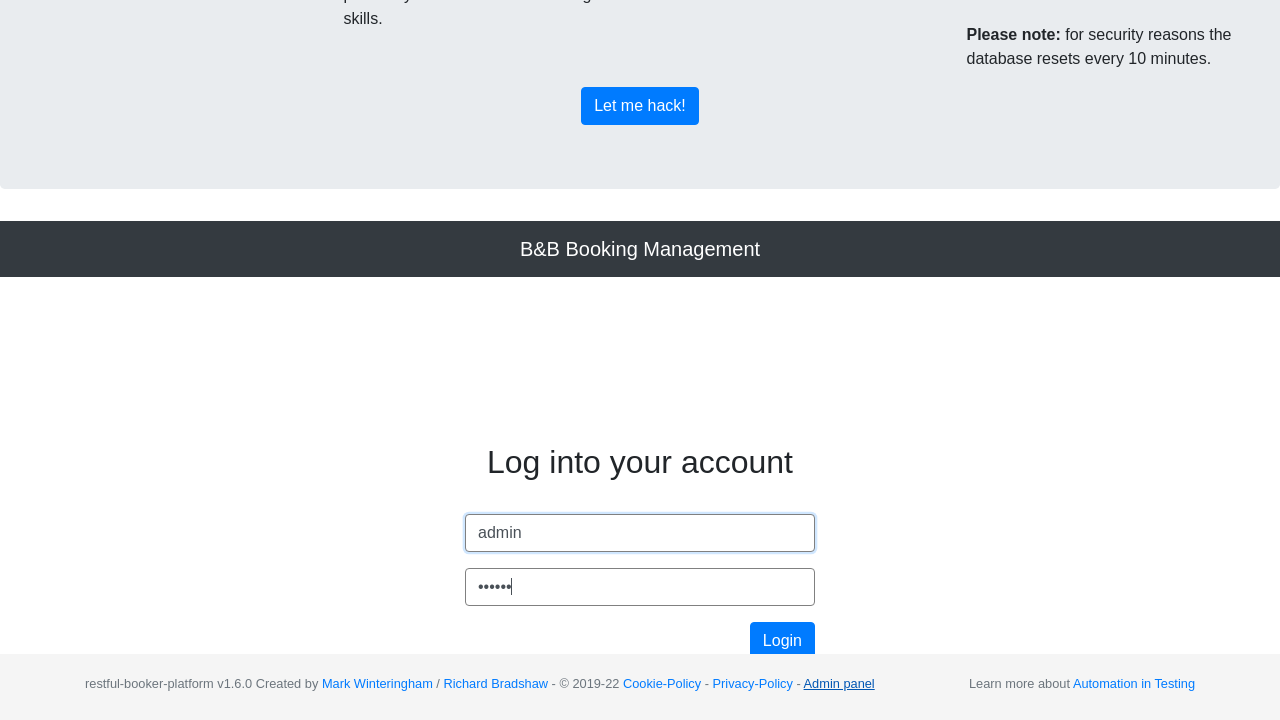 skills.
Please note: for security reasons the
database resets every 10 minutes.
Let me hack!
B&B Booking Management
Log into your account
admin
••••••
Login
restful-booker-platform v1.6.0 Created by Mark Winteringham / Richard Bradshaw - © 2019-22 Cookie-Policy - Privacy-Policy - Admin panel
Learn more about Automation in Testing